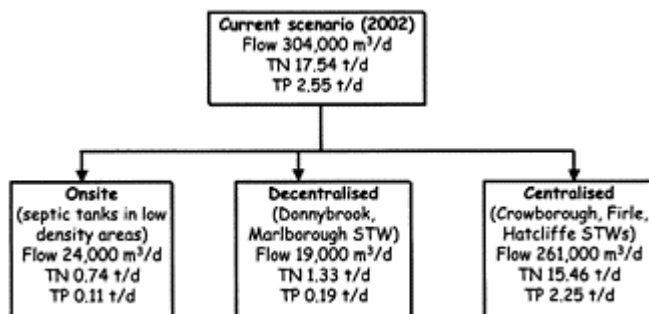 Current scenario (2002)
Flow 304,000 m³/d
TN 17.54 t/d
TP 2.55 t/d
Onsite
(septic tanks in low
density areas)
Flow 24,000 m³/d
TN 0.74 t/d
TP 0.11 t/d
Decentralised
(Donnybrook,
Marlborough STW)
Flow 19,000 m³/d
TN 1.33 t/d
TP 0.19 t/d
Centralised
(Crowborough, Firle,
Hatcliffe STWs)
Flow 261,000 m³/d
TN 15.46 t/d
TP 2.25 t/d